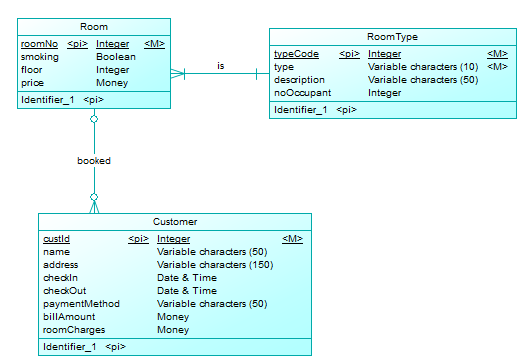 Room
roomNo <pi> Integer <M>
smoking Boolean
floor Integer
price Money
Identifier_1 <pi>
is
RoomType
typeCode <pi> Integer <M>
type Variable characters (10) <M>
description Variable characters (50)
noOccupant Integer
Identifier_1 <pi>
booked
Customer
custId <pi> Integer <M>
name Variable characters (50)
address Variable characters (150)
checkIn Date & Time
checkOut Date & Time
paymentMethod Variable characters (50)
billAmount Money
roomCharges Money
Identifier_1 <pi>